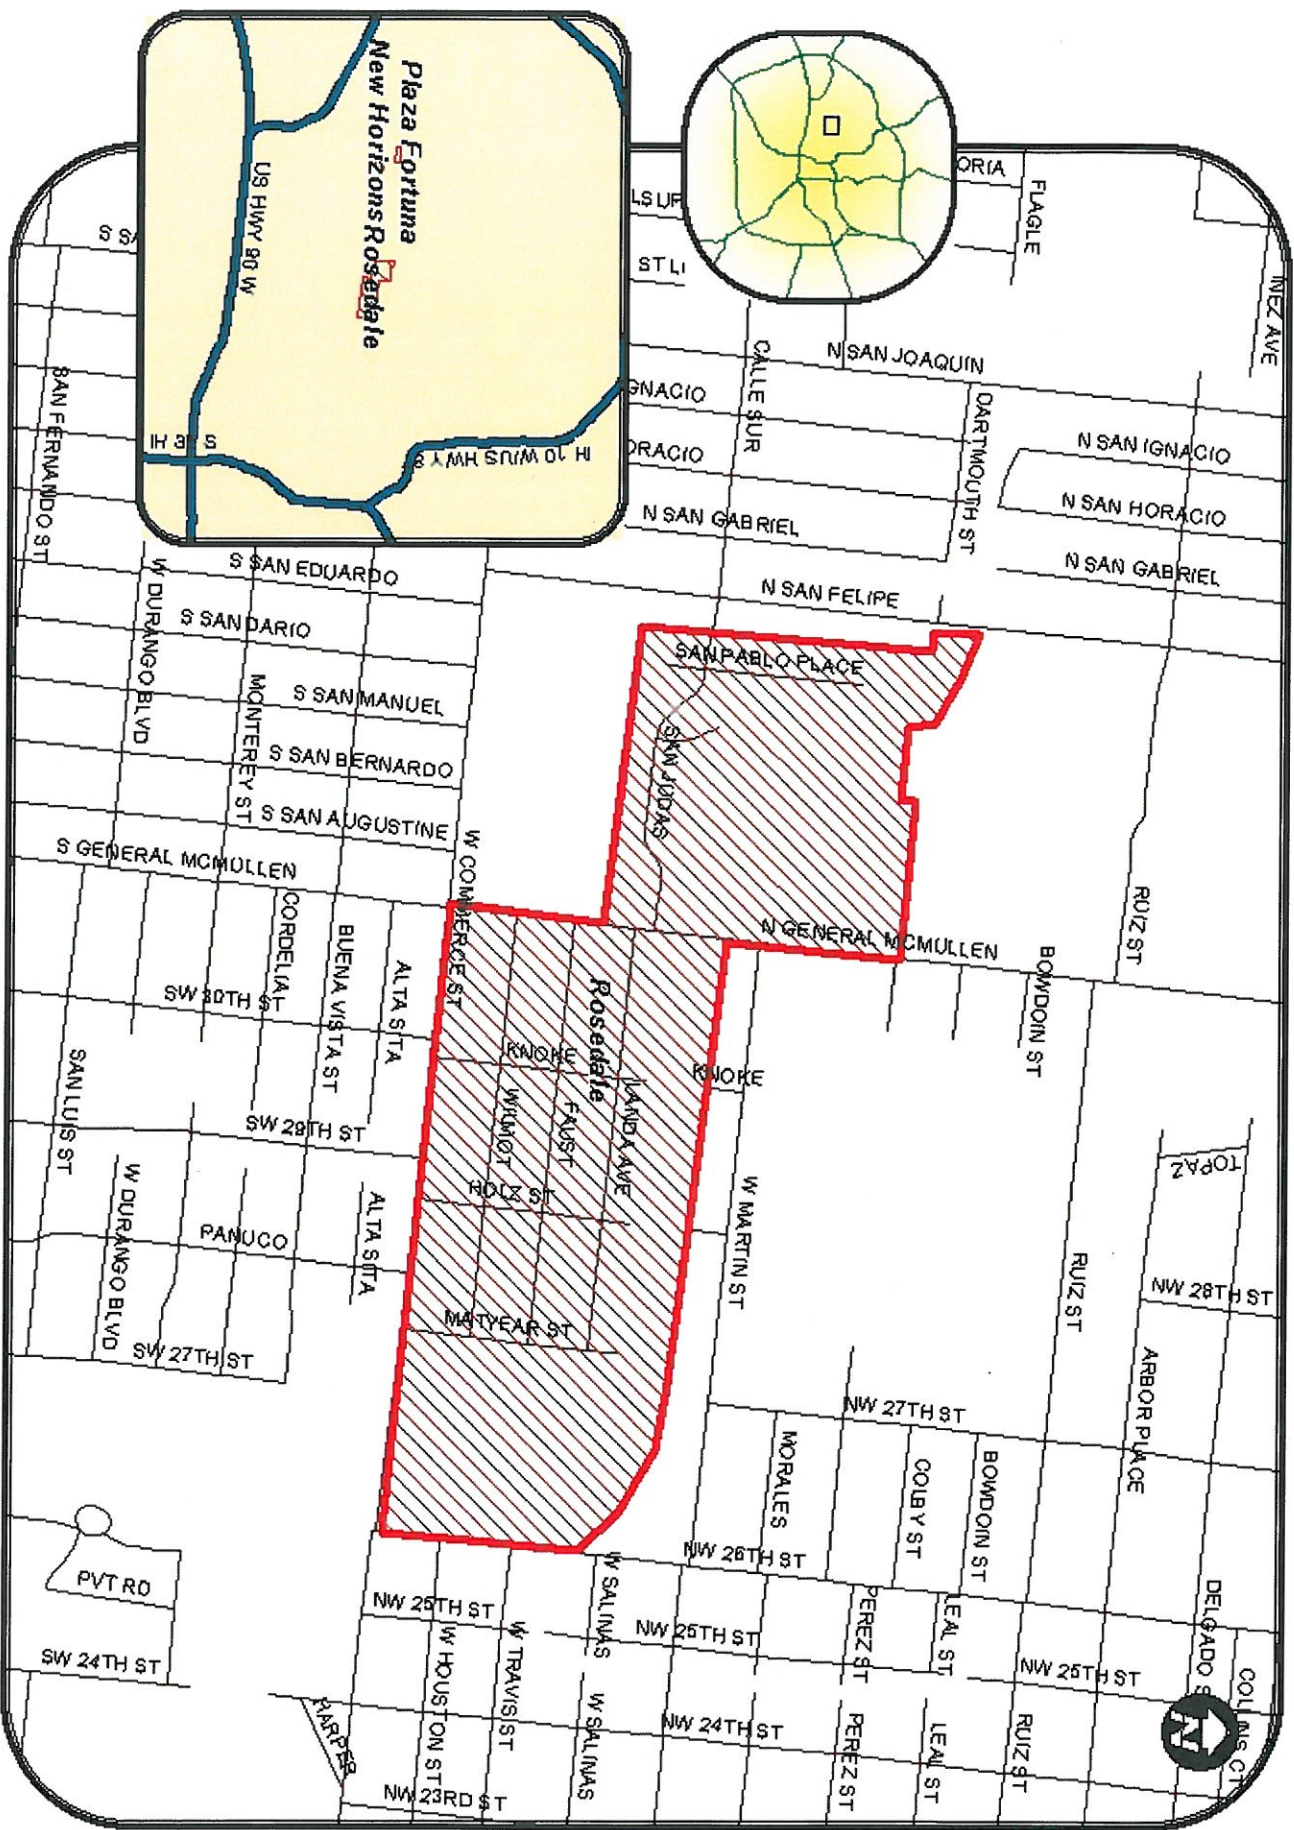 Plaza Fortuna
New Horizons Rosedale
US HWY 90 W
IH 35 S
IH 10 W/US HWY 8
ORIA
FLAGLE
INEZ AVE
LS UP
ST LI
CALLE SUR
N SAN JOAQUIN
GNACIO
ORACIO
N SAN GABRIEL
DARTMOUTH ST
N SAN IGNACIO
N SAN HORACIO
N SAN GABRIEL
N SAN FELIPE
S SA
SAN FERNANDO ST
W DURANGO BLVD
S SAN EDUARDO
S SAN DARIO
S SAN MANUEL
MONTEREY ST
S SAN BERNARDO
S SAN AUGUSTINE
S GENERAL MCMULLEN
SAN PABLO PLACE
SAN JUDAS
W COMMERCE ST
N GENERAL MCMULLEN
RUIZ ST
BOWDOIN ST
CORDELIA
BUENA VISTA ST
ALTA SITA
SW 30TH ST
Rosedale
KNOKE
KNOKE
WILMOT
FAUST
LANDA AVE
HOLZ ST
MATYEAR ST
SAN LUIS ST
SW 29TH ST
W DURANGO BLVD
PANUCO
ALTA SITA
SW 27TH ST
W MARTIN ST
TOPAZ
RUIZ ST
NW 28TH ST
ARBOR PLACE
NW 27TH ST
MORALES
COLBY ST
BOWDOIN ST
NW 26TH ST
PVT RD
SW 24TH ST
NW 25TH ST
W HOUSTON ST
W TRAVIS ST
W SALINAS
NW 25TH ST
PEREZ ST
LEAL ST
NW 25TH ST
DELGADO S
COLLINS CT
HARPER
NW 23RD ST
W SALINAS
NW 24TH ST
PEREZ ST
LEAL ST
RUIZ ST
N